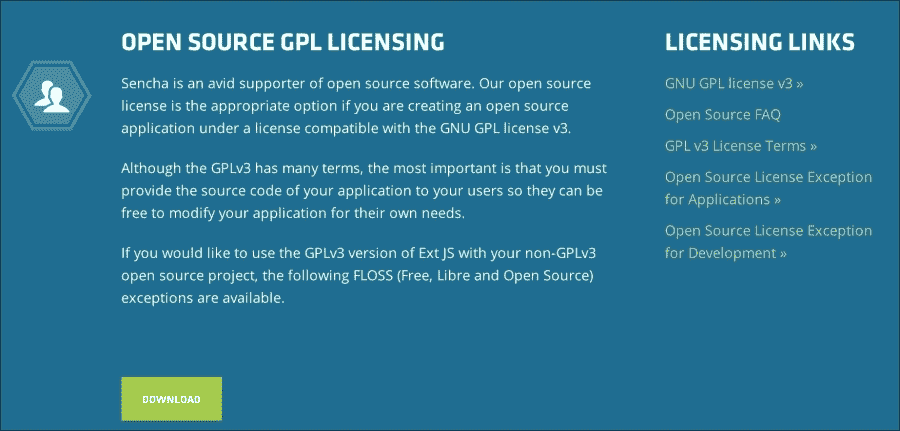 OPEN SOURCE GPL LICENSING
Sencha is an avid supporter of open source software. Our open source
license is the appropriate option if you are creating an open source
application under a license compatible with the GNU GPL license v3.
Although the GPLv3 has many terms, the most important is that you must
provide the source code of your application to your users so they can be
free to modify your application for their own needs.
If you would like to use the GPLv3 version of Ext JS with your non-GPLv3
open source project, the following FLOSS (Free, Libre and Open Source)
exceptions are available.
DOWNLOAD
LICENSING LINKS
GNU GPL license v3 »
Open Source FAQ
GPL v3 License Terms »
Open Source License Exception
for Applications »
Open Source License Exception
for Development »